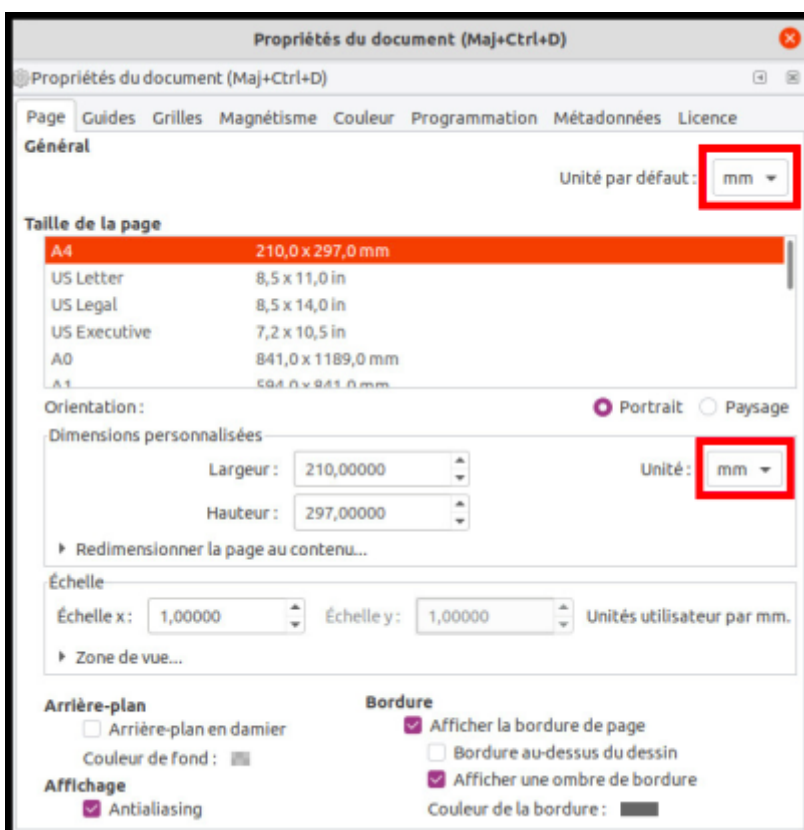 Propriétés du document (Maj+Ctrl+D)
Propriétés du document (Maj+Ctrl+D)
Page Guides Grilles Magnétisme Couleur Programmation Métadonnées Licence
Général
Unité par défaut : mm
Taille de la page
A4 210,0 x 297,0 mm
US Letter 8,5 x 11,0 in
US Legal 8,5 x 14,0 in
US Executive 7,2 x 10,5 in
A0 841,0 x 1189,0 mm
A1 594,0 x 841,0 mm
Orientation : Portrait Paysage
Dimensions personnalisées
Largeur : 210,00000 Unité : mm
Hauteur : 297,00000
Redimensionner la page au contenu...
Échelle
Échelle x : 1,00000 Échelle y : 1,00000 Unités utilisateur par mm.
Zone de vue...
Arrière-plan
Arrière-plan en damier
Couleur de fond :
Affichage
Antialiasing
Bordure
Afficher la bordure de page
Bordure au-dessus du dessin
Afficher une ombre de bordure
Couleur de la bordure :